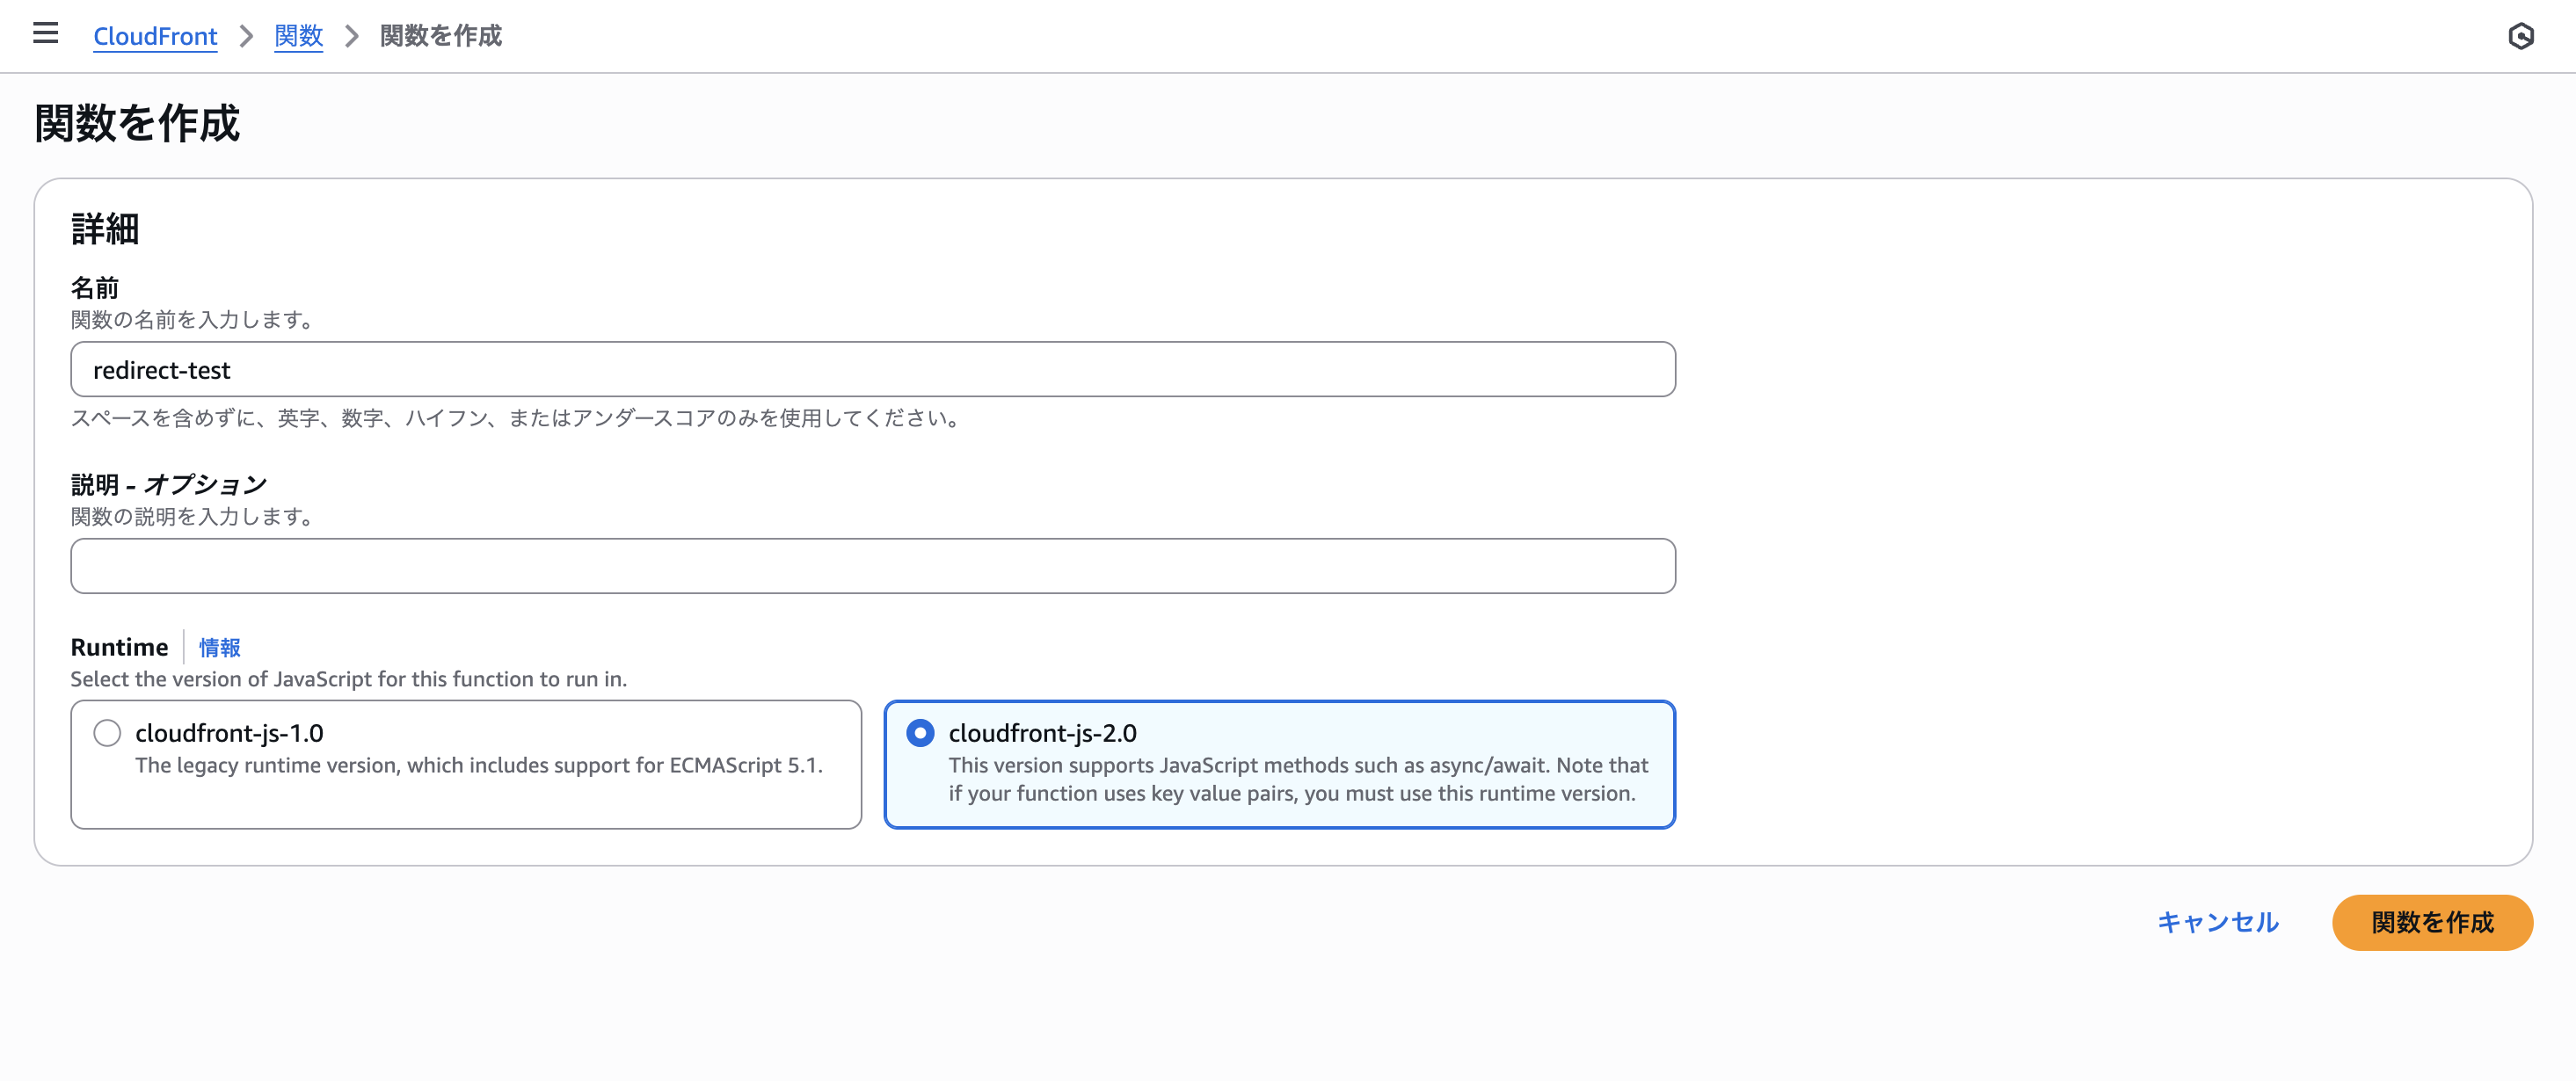 CloudFront > 関数 > 関数を作成
関数を作成
詳細
名前
関数の名前を入力します。
redirect-test
スペースを含めずに、英字、数字、ハイフン、またはアンダースコアのみを使用してください。
説明 - オプション
関数の説明を入力します。
Runtime 情報
Select the version of JavaScript for this function to run in.
cloudfront-js-1.0
The legacy runtime version, which includes support for ECMAScript 5.1.
cloudfront-js-2.0
This version supports JavaScript methods such as async/await. Note that
if your function uses key value pairs, you must use this runtime version.
キャンセル 関数を作成